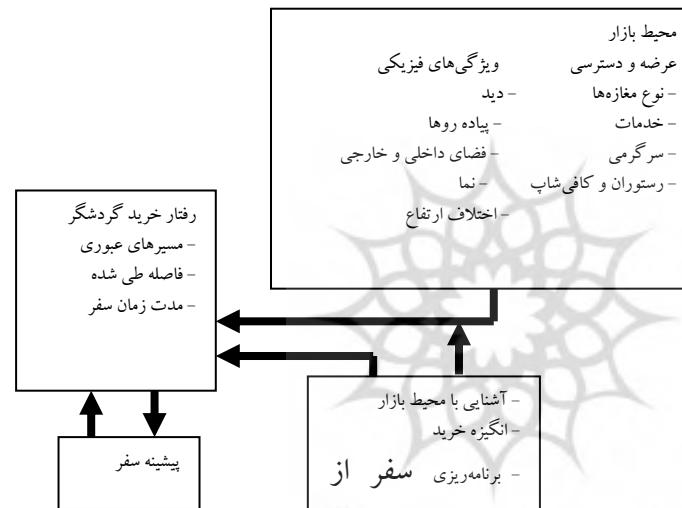 محیط بازار
عرضه و دسترسی ویژگی‌های فیزیکی
– نوع مغازه‌ها – دید
– خدمات – پیاده روها
– سرگرمی – فضای داخلی و خارجی
– رستوران و کافی‌شاپ – نما
– اختلاف ارتفاع
رفتار خرید گردشگر
– مسیرهای عبوری
– فاصله طی شده
– مدت زمان سفر
– آشنایی با محیط بازار
– انگیزه خرید
– برنامه‌ریزی سفر از
پیشینه سفر